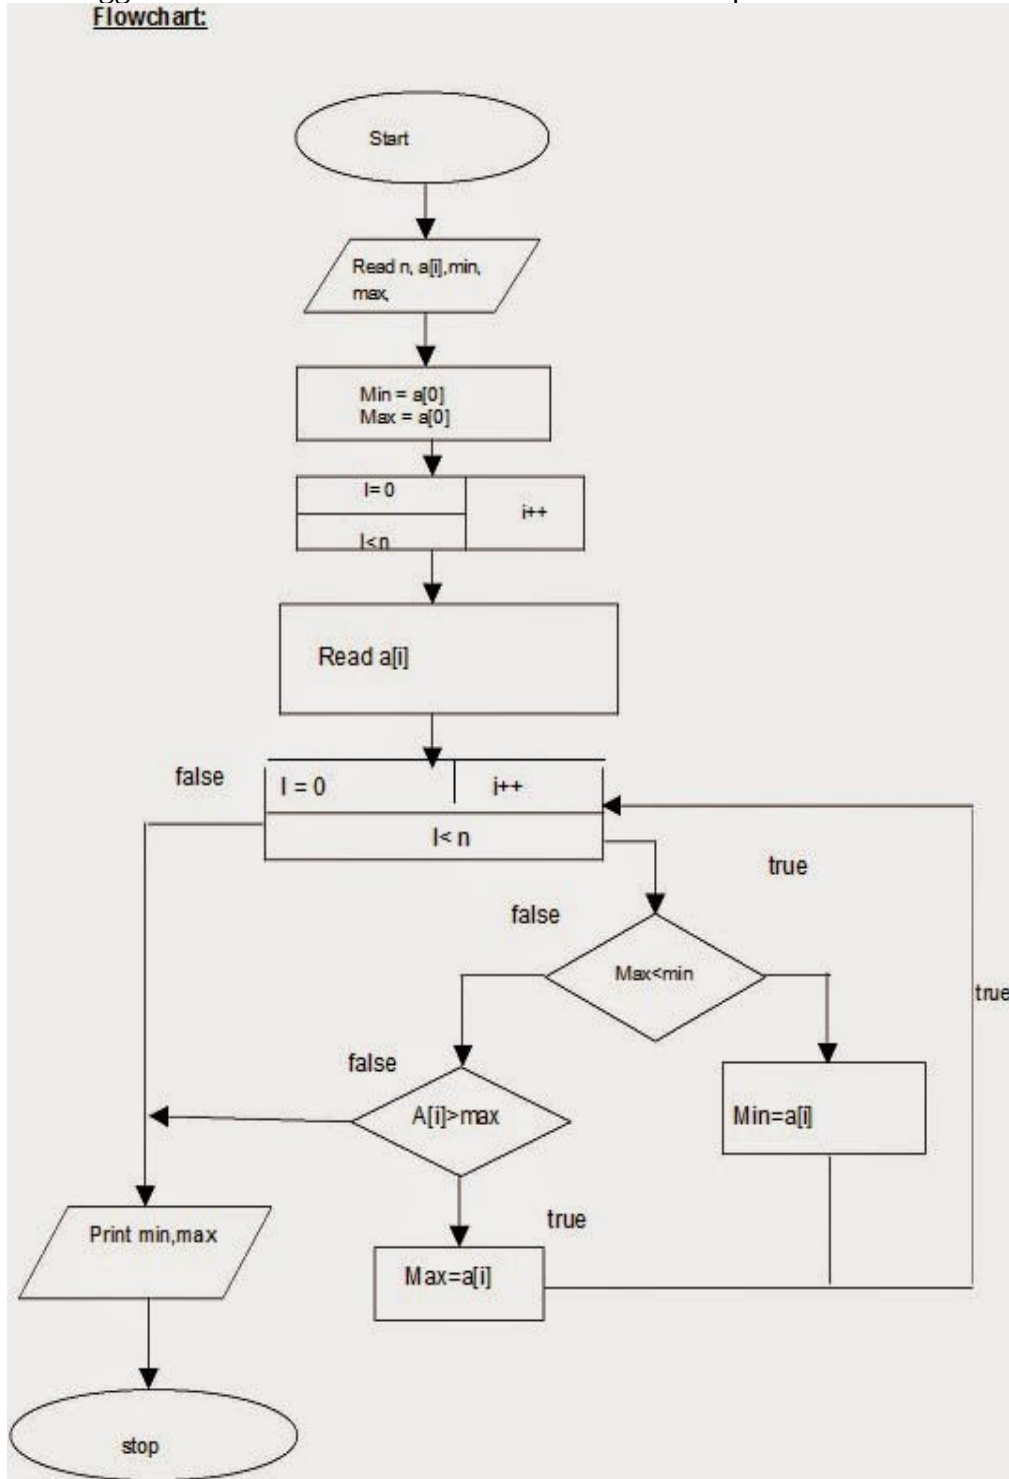 Flowchart:
Start
Read n, a[i],min,
max,
Min = a[0]
Max = a[0]
I= 0
i++
I<n
Read a[i]
false
I = 0
i++
I< n
true
false
Max<min
true
false
A[i]>max
Min=a[i]
Print min,max
true
Max=a[i]
stop